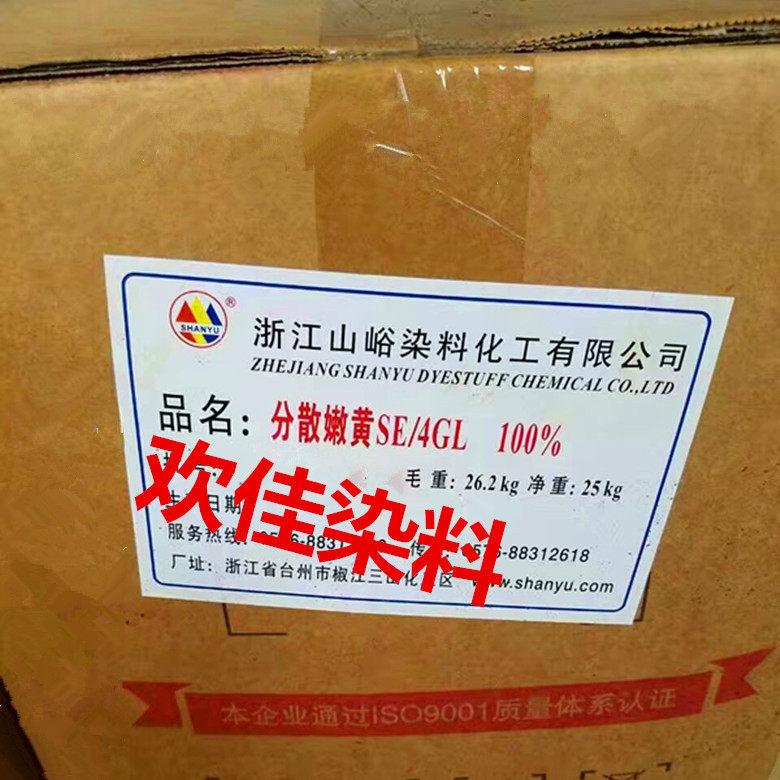 SHANYU
®
浙江山峪染料化工有限公司
ZHEJIANG SHANYU DYESTUFF CHEMICAL CO.,LTD
品名：分散嫩黄SE/4GL 100%
毛重：26.2kg 净重：25kg
日期
欢佳染料
服务热线 -8831 -88312618
厂址：浙江省台州市椒江三 区 www.shanyu.com
本企业通过ISO9001质量体系认证